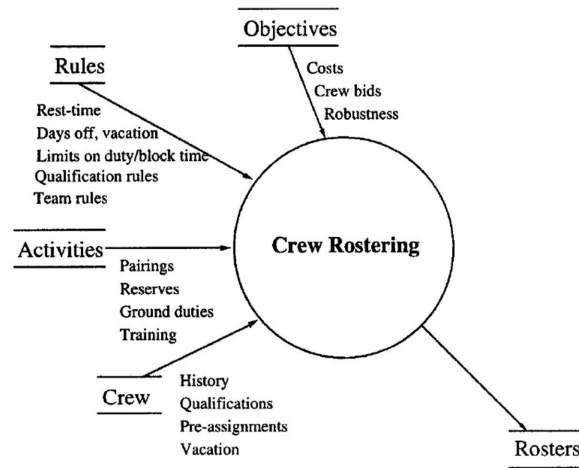 Objectives
Costs
Crew bids
Robustness
Rules
Rest-time
Days off, vacation
Limits on duty/block time
Qualification rules
Team rules
Crew Rostering
Activities
Pairings
Reserves
Ground duties
Training
Crew
History
Qualifications
Pre-assignments
Vacation
Rosters